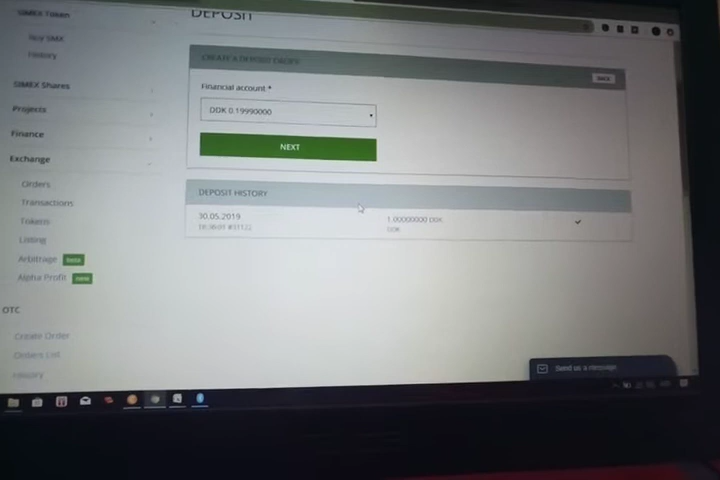 SIMEX Token
Buy SMX
History
SIMEX Shares
Projects
Finance
Exchange
Orders
Transactions
Tokens
Listing
Arbitrage beta
Alpha Profit new
OTC
Create Order
Orders List
History
DEPOSIT
CREATE A DEPOSIT ORDER
BACK
Financial account *
DDK 0.19990000
NEXT
DEPOSIT HISTORY
30.05.2019
1.00000000 DDK
DDK
Send us a message